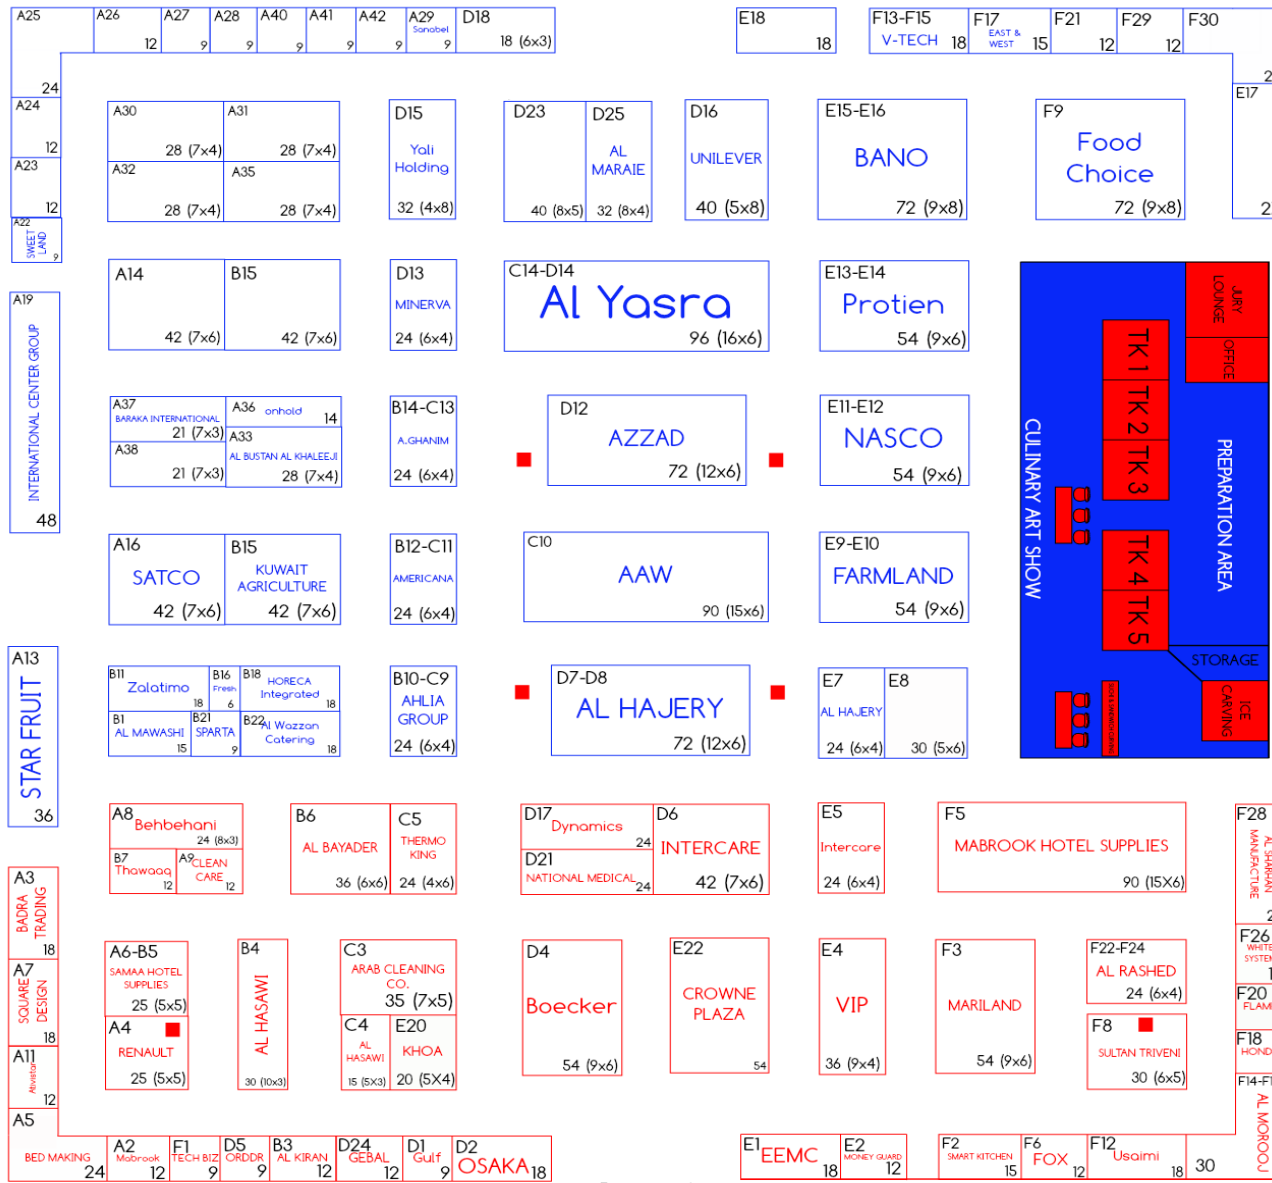 A25
24
A26
12
A27
9
A28
9
A40
9
A41
9
A42
9
A29
Sanabel
9
D18
18 (6x3)
E18
18
F13-F15
V-TECH 18
F17
EAST &
WEST
15
F21
12
F29
12
F30
E17
A24
12
A23
12
A22
SWEET
LAND
9
A30
28 (7x4)
A31
28 (7x4)
A32
28 (7x4)
A35
28 (7x4)
D15
Yali
Holding
32 (4x8)
D23
40 (8x5)
D25
AL
MARAIE
32 (8x4)
D16
UNILEVER
40 (5x8)
E15-E16
BANO
72 (9x8)
F9
Food
Choice
72 (9x8)
A19
INTERNATIONAL CENTER GROUP
48
A14
42 (7x6)
B15
42 (7x6)
D13
MINERVA
24 (6x4)
C14-D14
Al Yasra
96 (16x6)
E13-E14
Protien
54 (9x6)
A37
BARAKA INTERNATIONAL
21 (7x3)
A36 onhold
14
A38
21 (7x3)
A33
AL BUSTAN AL KHALEEJI
28 (7x4)
B14-C13
A.GHANIM
24 (6x4)
D12
AZZAD
72 (12x6)
E11-E12
NASCO
54 (9x6)
A16
SATCO
42 (7x6)
B15
KUWAIT
AGRICULTURE
42 (7x6)
B12-C11
AMERICANA
24 (6x4)
C10
AAW
90 (15x6)
E9-E10
FARMLAND
54 (9x6)
CULINARY ART SHOW
JURY
LOUNGE
OFFICE
TK 1
TK 2
TK 3
TK 4
TK 5
PREPARATION AREA
STORAGE
ICE
CARVING
A13
STAR FRUIT
36
B11
Zalatimo
18
B16
Fresh
6
B18
HORECA
Integrated
18
B1
AL MAWASHI
15
B21
SPARTA
9
B22
Al Wazzan
Catering
18
B10-C9
AHLIA
GROUP
24 (6x4)
D7-D8
AL HAJERY
72 (12x6)
E7
AL HAJERY
24 (6x4)
E8
30 (5x6)
A8
Behbehani
24 (8x3)
B7
Thawaaq
12
A9
CLEAN
CARE
12
B6
AL BAYADER
36 (6x6)
C5
THERMO
KING
24 (4x6)
D17
Dynamics
24
D21
NATIONAL MEDICAL
24
D6
INTERCARE
42 (7x6)
E5
Intercare
24 (6x4)
F5
MABROOK HOTEL SUPPLIES
90 (15X6)
F28
AL SHARHAN
MANUFACTURE
A3
BADRA
TRADING
18
A7
SQUARE
DESIGN
18
A11
12
A6-B5
SAMAA HOTEL
SUPPLIES
25 (5x5)
A4
RENAULT
25 (5x5)
B4
AL HASAWI
30 (10x3)
C3
ARAB CLEANING
CO.
35 (7x5)
C4
AL
HASAWI
15 (5X3)
E20
KHOA
20 (5X4)
D4
Boecker
54 (9x6)
E22
CROWNE
PLAZA
54
E4
VIP
36 (9x4)
F3
MARILAND
54 (9x6)
F22-F24
AL RASHED
24 (6x4)
F8
SULTAN TRIVENI
30 (6x5)
F26
WHITE
F20
F18
A5
BED MAKING
24
A2
Mabrook
12
F1
TECH BIZ
9
D5
ORDDR
9
B3
AL KIRAN
12
D24
GEBAL
12
D1
Gulf
9
D2
OSAKA 18
E1
EEMC
18
E2
MONEY GUARD
12
F2
SMART KITCHEN
15
F6
FOX
12
F12
Usaimi
18
30
AL MOROOJ